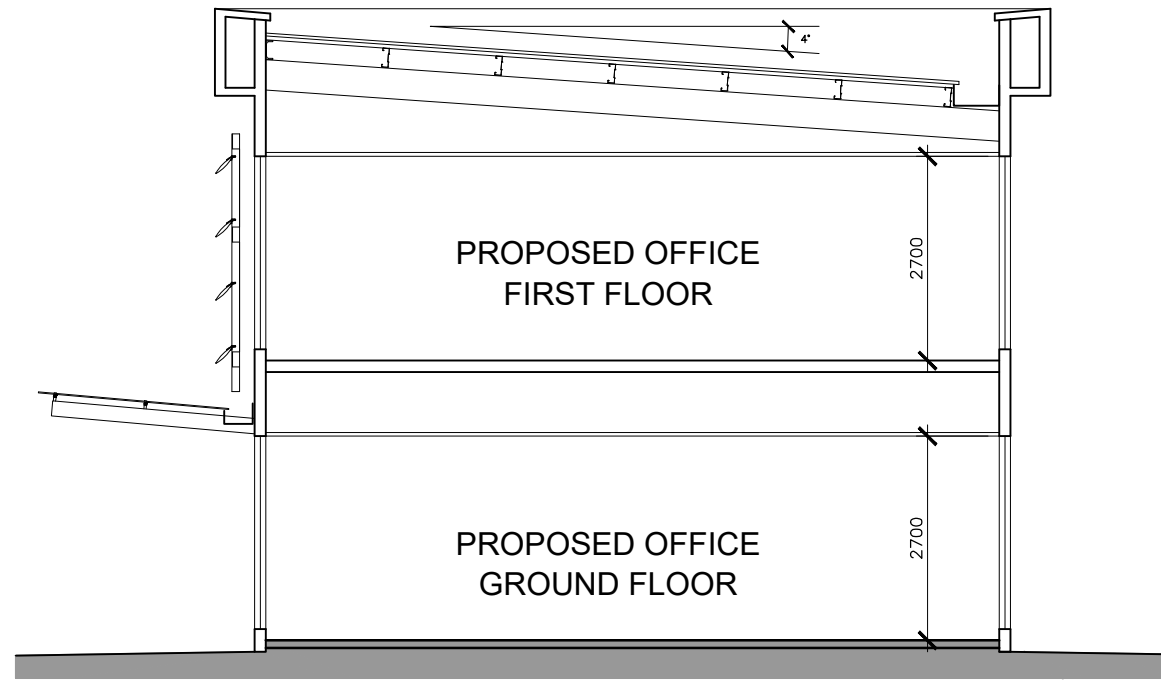 4°
PROPOSED OFFICE
FIRST FLOOR
2700
PROPOSED OFFICE
GROUND FLOOR
2700